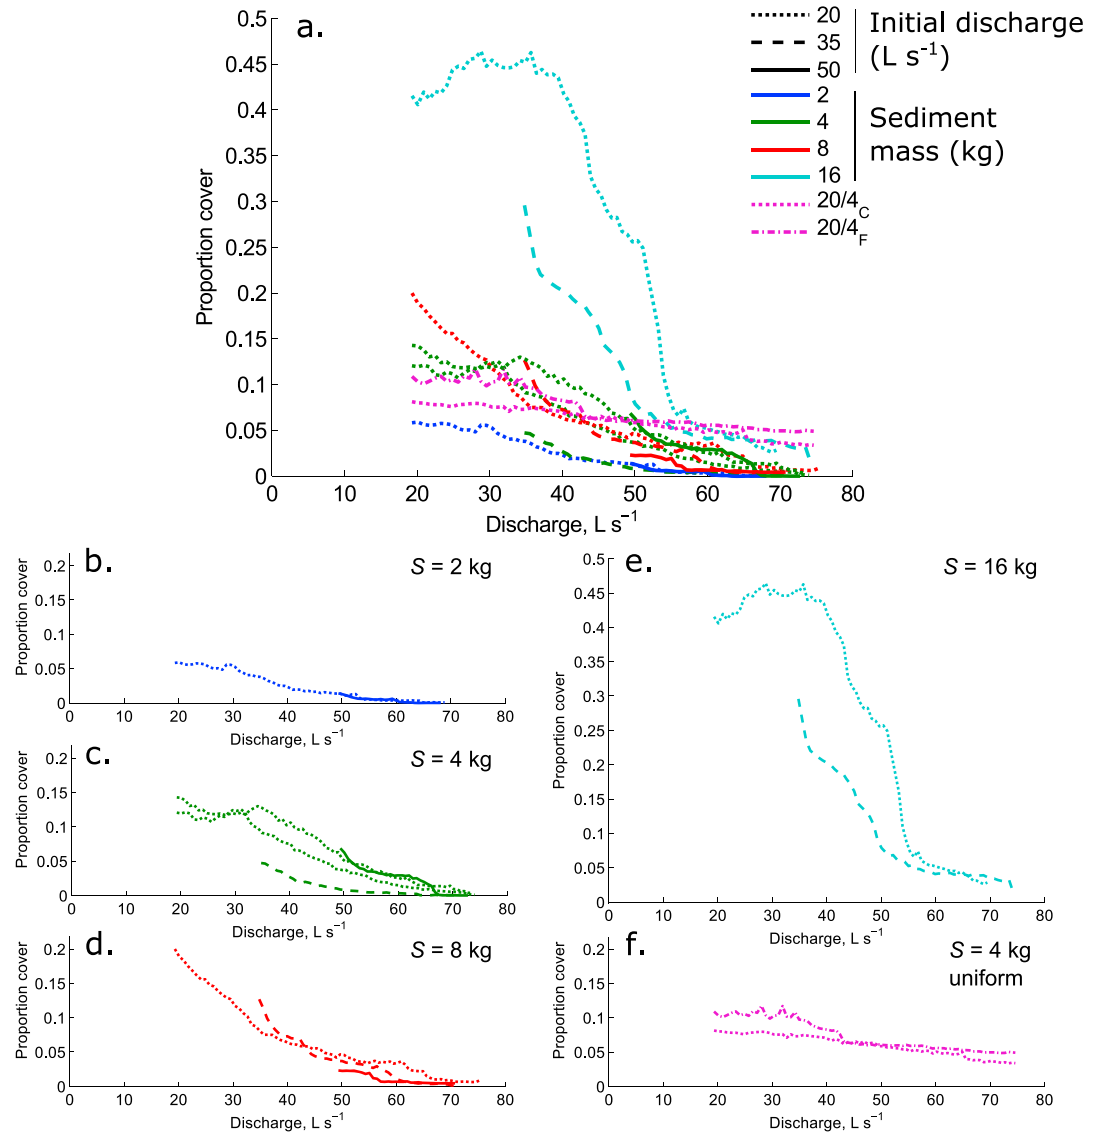 a.
0.5
0.45
0.4
0.35
0.3
0.25
0.2
0.15
0.1
0.05
0
Proportion cover
0 10 20 30 40 50 60 70 80
Discharge, L s⁻¹
20
35
50
Initial discharge
(L s⁻¹)
2
4
8
16
Sediment
mass (kg)
20/4C
20/4F
b.
S = 2 kg
0.2
0.15
0.1
0.05
0
Proportion cover
0 10 20 30 40 50 60 70 80
Discharge, L s⁻¹
c.
S = 4 kg
0.2
0.15
0.1
0.05
0
Proportion cover
0 10 20 30 40 50 60 70 80
Discharge, L s⁻¹
d.
S = 8 kg
0.2
0.15
0.1
0.05
0
Proportion cover
0 10 20 30 40 50 60 70 80
Discharge, L s⁻¹
e.
S = 16 kg
0.5
0.45
0.4
0.35
0.3
0.25
0.2
0.15
0.1
0.05
0
Proportion cover
0 10 20 30 40 50 60 70 80
Discharge, L s⁻¹
f.
S = 4 kg
uniform
0.2
0.15
0.1
0.05
0
Proportion cover
0 10 20 30 40 50 60 70 80
Discharge, L s⁻¹